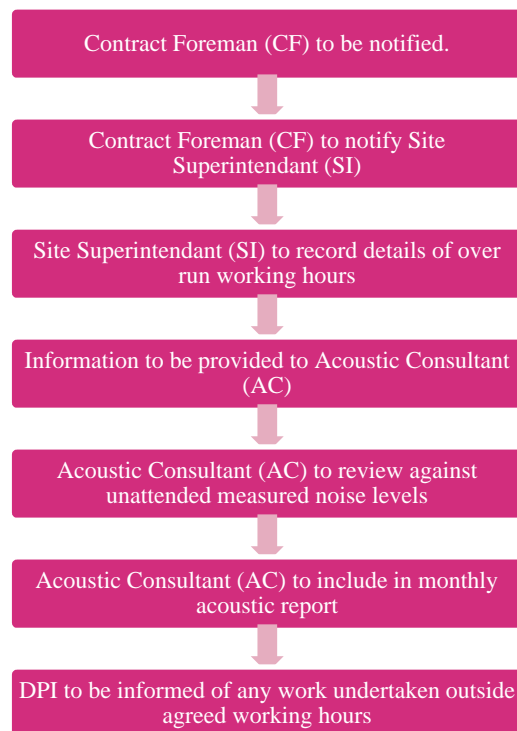 Contract Foreman (CF) to be notified.
Contract Foreman (CF) to notify Site
Superintendant (SI)
Site Superintendant (SI) to record details of over
run working hours
Information to be provided to Acoustic Consultant
(AC)
Acoustic Consultant (AC) to review against
unattended measured noise levels
Acoustic Consultant (AC) to include in monthly
acoustic report
DPI to be informed of any work undertaken outside
agreed working hours